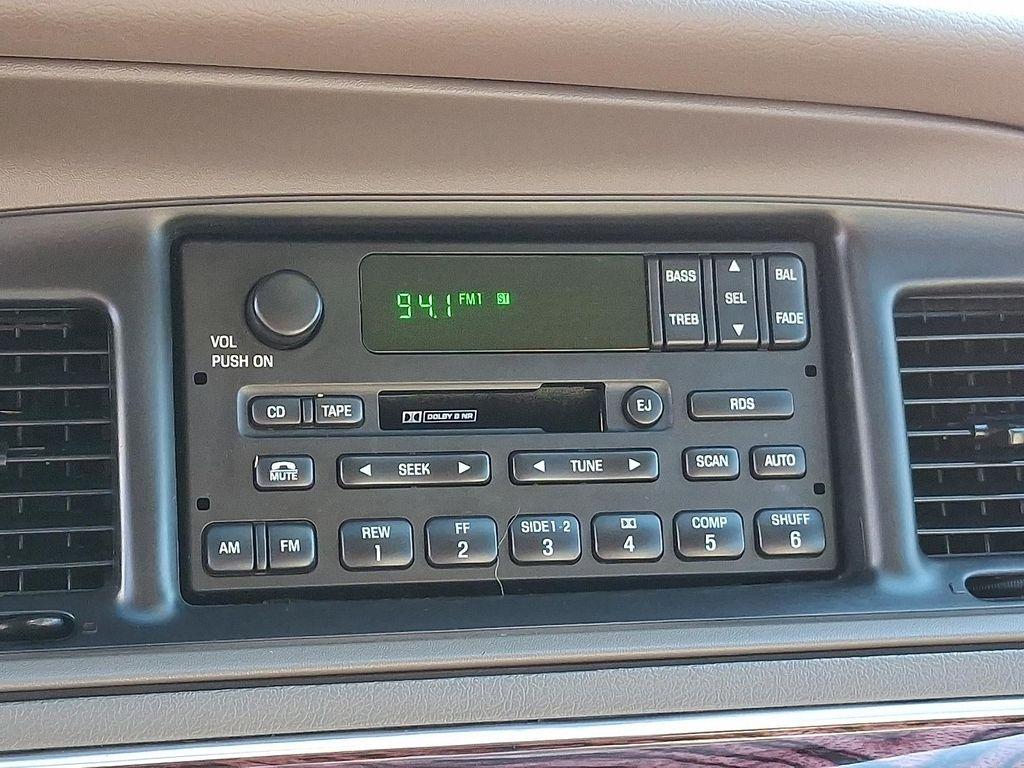 94.1 FM1 ST
BASS SEL BAL
TREB FADE
VOL
PUSH ON
CD TAPE DOLBY B NR EJ RDS
MUTE SEEK TUNE SCAN AUTO
AM FM
REW
1
FF
2
SIDE 1-2
3
4
COMP
5
SHUFF
6